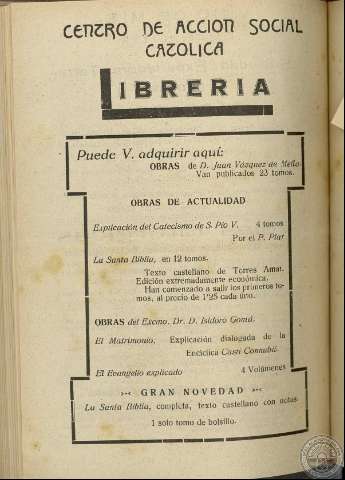 CENTRO DE ACCION SOCIAL
CATOLICA
LIBRERIA
Puede V. adquirir aquí:
OBRAS de D. Juan Vázquez de Mella.
Van publicados 23 tomos.
OBRAS DE ACTUALIDAD
Explicación del Catecismo de S. Pío V. 4 tomos
Por el P. Plat
La Santa Biblia, en 12 tomos.
Texto castellano de Torres Amat.
Edición extremadamente económica.
Han comenzado a salir los primeros to-
mos, al precio de 1'25 cada uno.
OBRAS del Excmo. Dr. D. Isidoro Gomá.
El Matrimonio. Explicación dialogada de la
Encíclica Casti Connubii
El Evangelio explicado 4 Volúmenes
GRAN NOVEDAD
La Santa Biblia, completa, texto castellano con notas
1 solo tomo de bolsillo.